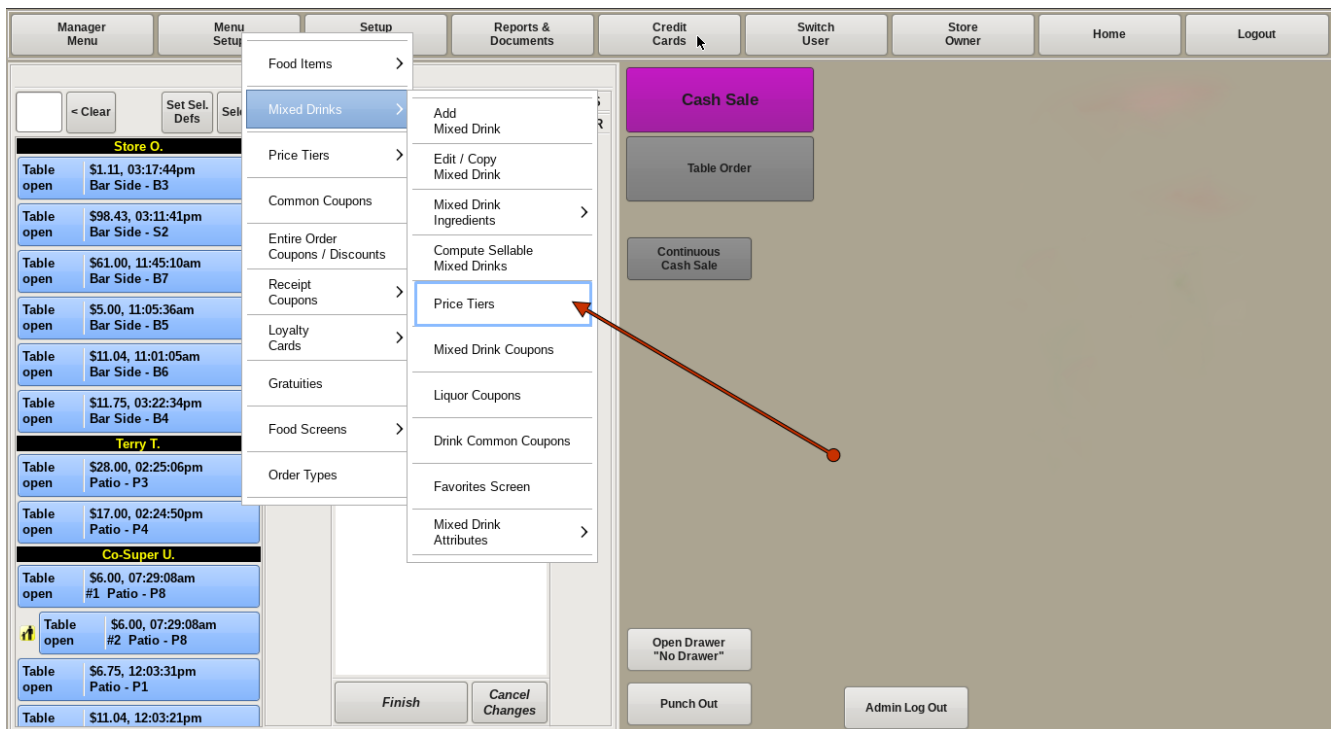 Manager
Menu
Menu
Setup
Setup
Reports &
Documents
Credit
Cards
Switch
User
Store
Owner
Home
Logout
< Clear
Set Sel.
Defs
Store O.
Table $1.11, 03:17:44pm
open Bar Side - B3
Table $98.43, 03:11:41pm
open Bar Side - S2
Table $61.00, 11:45:10am
open Bar Side - B7
Table $5.00, 11:05:36am
open Bar Side - B5
Table $11.04, 11:01:05am
open Bar Side - B6
Table $11.75, 03:22:34pm
open Bar Side - B4
Terry T.
Table $28.00, 02:25:06pm
open Patio - P3
Table $17.00, 02:24:50pm
open Patio - P4
Co-Super U.
Table $6.00, 07:29:08am
open #1 Patio - P8
Table $6.00, 07:29:08am
open #2 Patio - P8
Table $6.75, 12:03:31pm
open Patio - P1
Table $11.04, 12:03:21pm
Food Items
Mixed Drinks
Price Tiers
Common Coupons
Entire Order
Coupons / Discounts
Receipt
Coupons
Loyalty
Cards
Gratuities
Food Screens
Order Types
Add
Mixed Drink
Edit / Copy
Mixed Drink
Mixed Drink
Ingredients
Compute Sellable
Mixed Drinks
Price Tiers
Mixed Drink Coupons
Liquor Coupons
Drink Common Coupons
Favorites Screen
Mixed Drink
Attributes
Finish
Cancel
Changes
Cash Sale
Table Order
Continuous
Cash Sale
Open Drawer
"No Drawer"
Punch Out
Admin Log Out